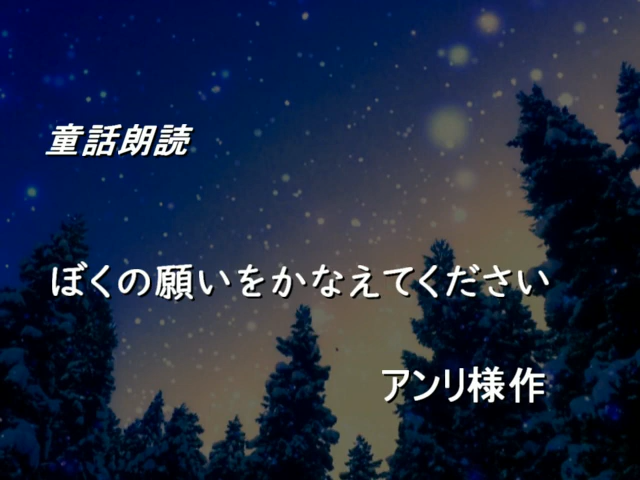 童話朗読
ぼくの願いをかなえてください
アンリ様作